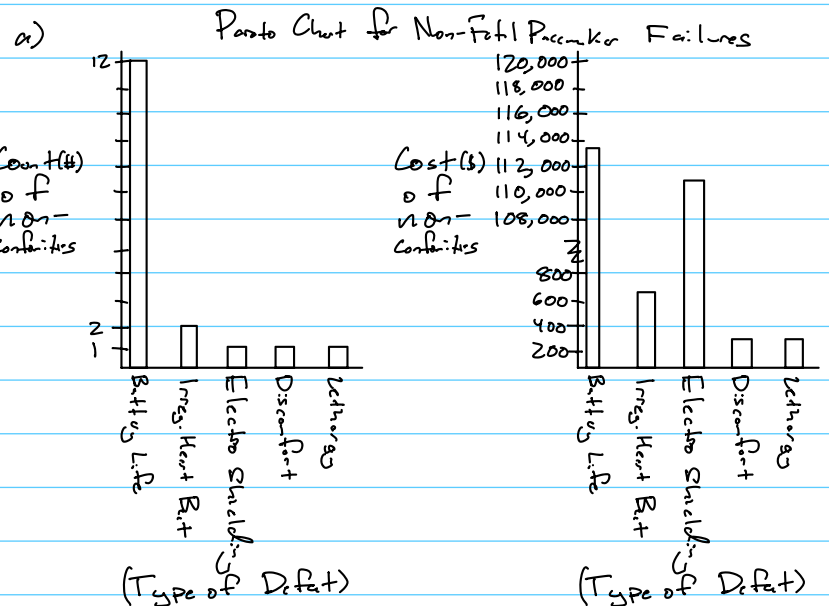 a) Pareto Chart for Non-Fatal Pacemaker Failures
12
Count(#)
of
non-
Conformities
2
1
Battery Life
Irreg. Heart Beat
Electro Shielding
Discomfort
Lethargy
(Type of Defect)
120,000
118,000
116,000
114,000
Cost($) 112,000
of 110,000
non- 108,000
Conformities
800
600
400
200
Battery Life
Irreg. Heart Beat
Electro Shielding
Discomfort
Lethargy
(Type of Defect)